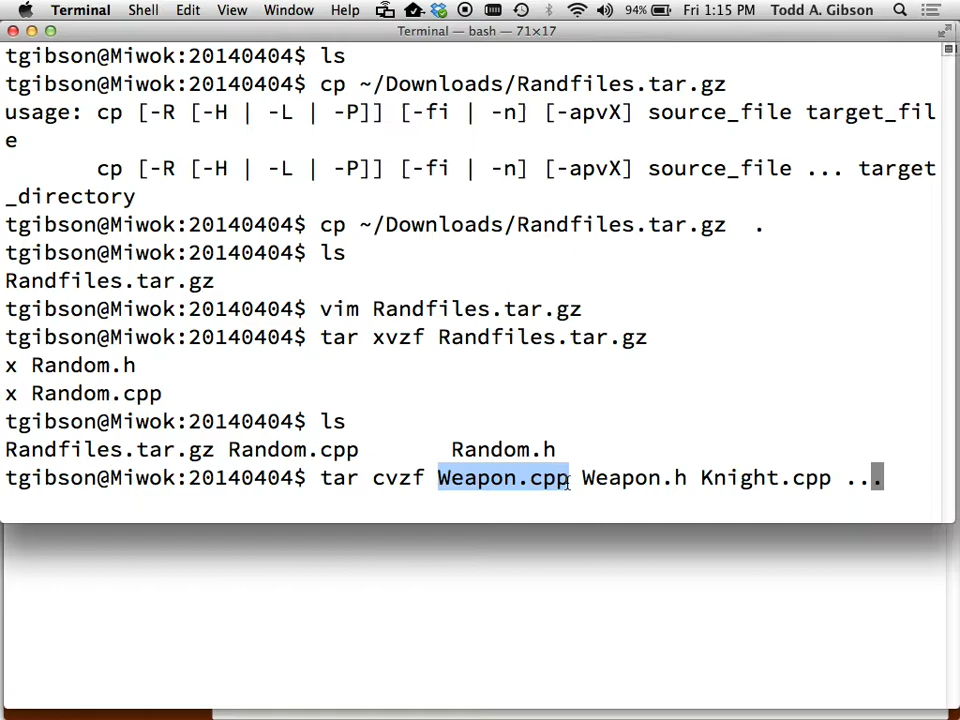 Terminal Shell Edit View Window Help 94% Fri 1:15 PM Todd A. Gibson
Terminal — bash — 71×17
tgibson@Miwok:20140404$ ls
tgibson@Miwok:20140404$ cp ~/Downloads/Randfiles.tar.gz
usage: cp [-R [-H | -L | -P]] [-fi | -n] [-apvX] source_file target_fil
e
cp [-R [-H | -L | -P]] [-fi | -n] [-apvX] source_file ... target
_directory
tgibson@Miwok:20140404$ cp ~/Downloads/Randfiles.tar.gz  .
tgibson@Miwok:20140404$ ls
Randfiles.tar.gz
tgibson@Miwok:20140404$ vim Randfiles.tar.gz
tgibson@Miwok:20140404$ tar xvzf Randfiles.tar.gz
x Random.h
x Random.cpp
tgibson@Miwok:20140404$ ls
Randfiles.tar.gz Random.cpp       Random.h
tgibson@Miwok:20140404$ tar cvzf Weapon.cpp Weapon.h Knight.cpp ...